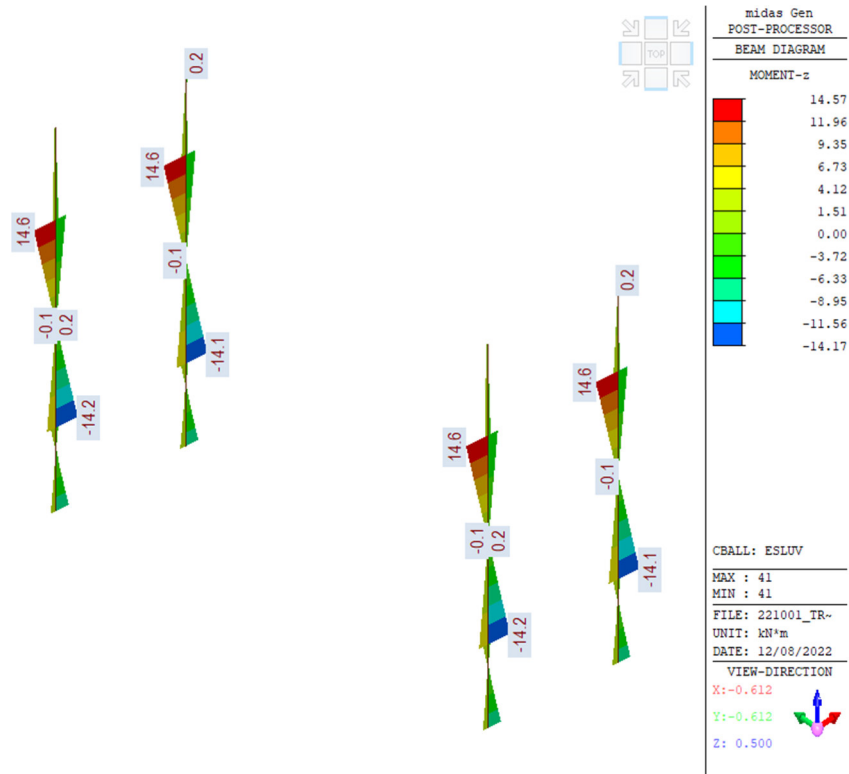 midas Gen
POST-PROCESSOR
BEAM DIAGRAM
MOMENT-z
14.57
11.96
9.35
6.73
4.12
1.51
0.00
-3.72
-6.33
-8.95
-11.56
-14.17
CBALL: ESLUV
MAX : 41
MIN : 41
FILE: 221001_TR~
UNIT: kN*m
DATE: 12/08/2022
VIEW-DIRECTION
X:-0.612
Y:-0.612
Z: 0.500
TOP
0.2
14.6
-0.1
-14.1
14.6
-0.1
0.2
-14.2
0.2
14.6
-0.1
-14.1
14.6
-0.1
0.2
-14.2